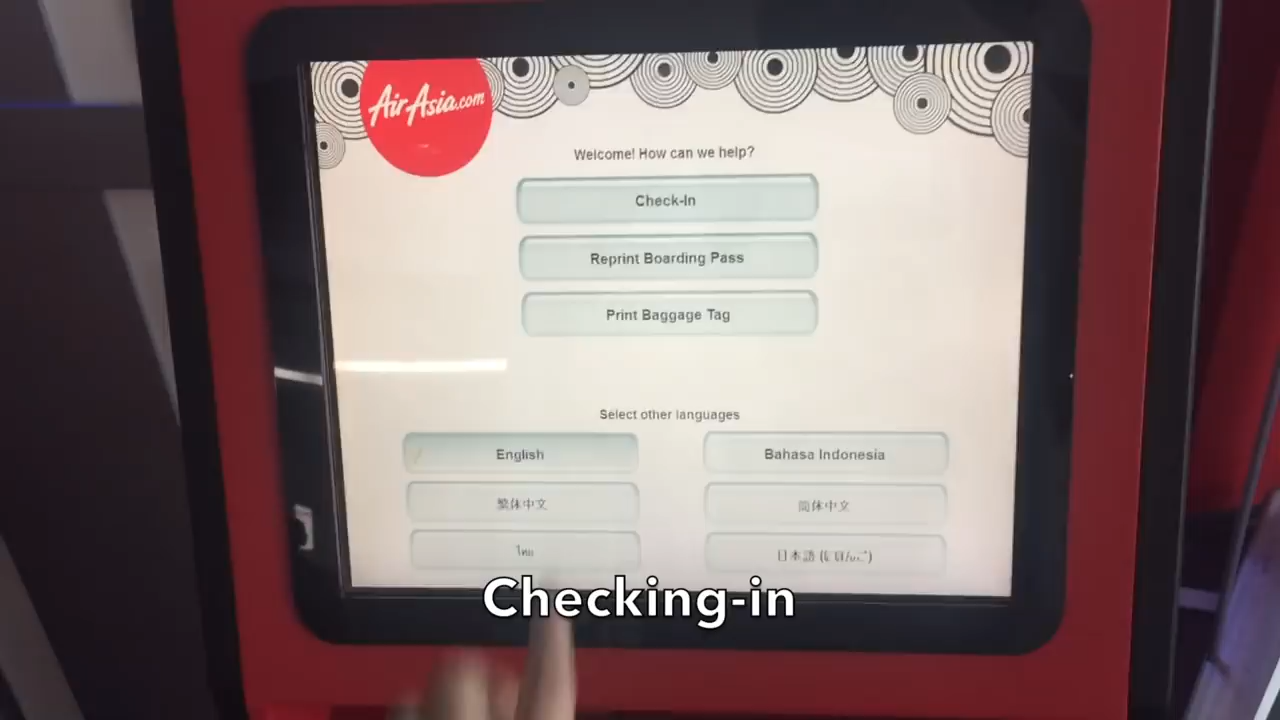 AirAsia.com
Welcome! How can we help?
Check-In
Reprint Boarding Pass
Print Baggage Tag
Select other languages
English
Bahasa Indonesia
繁体中文
简体中文
ไทย
日本語
Checking-in